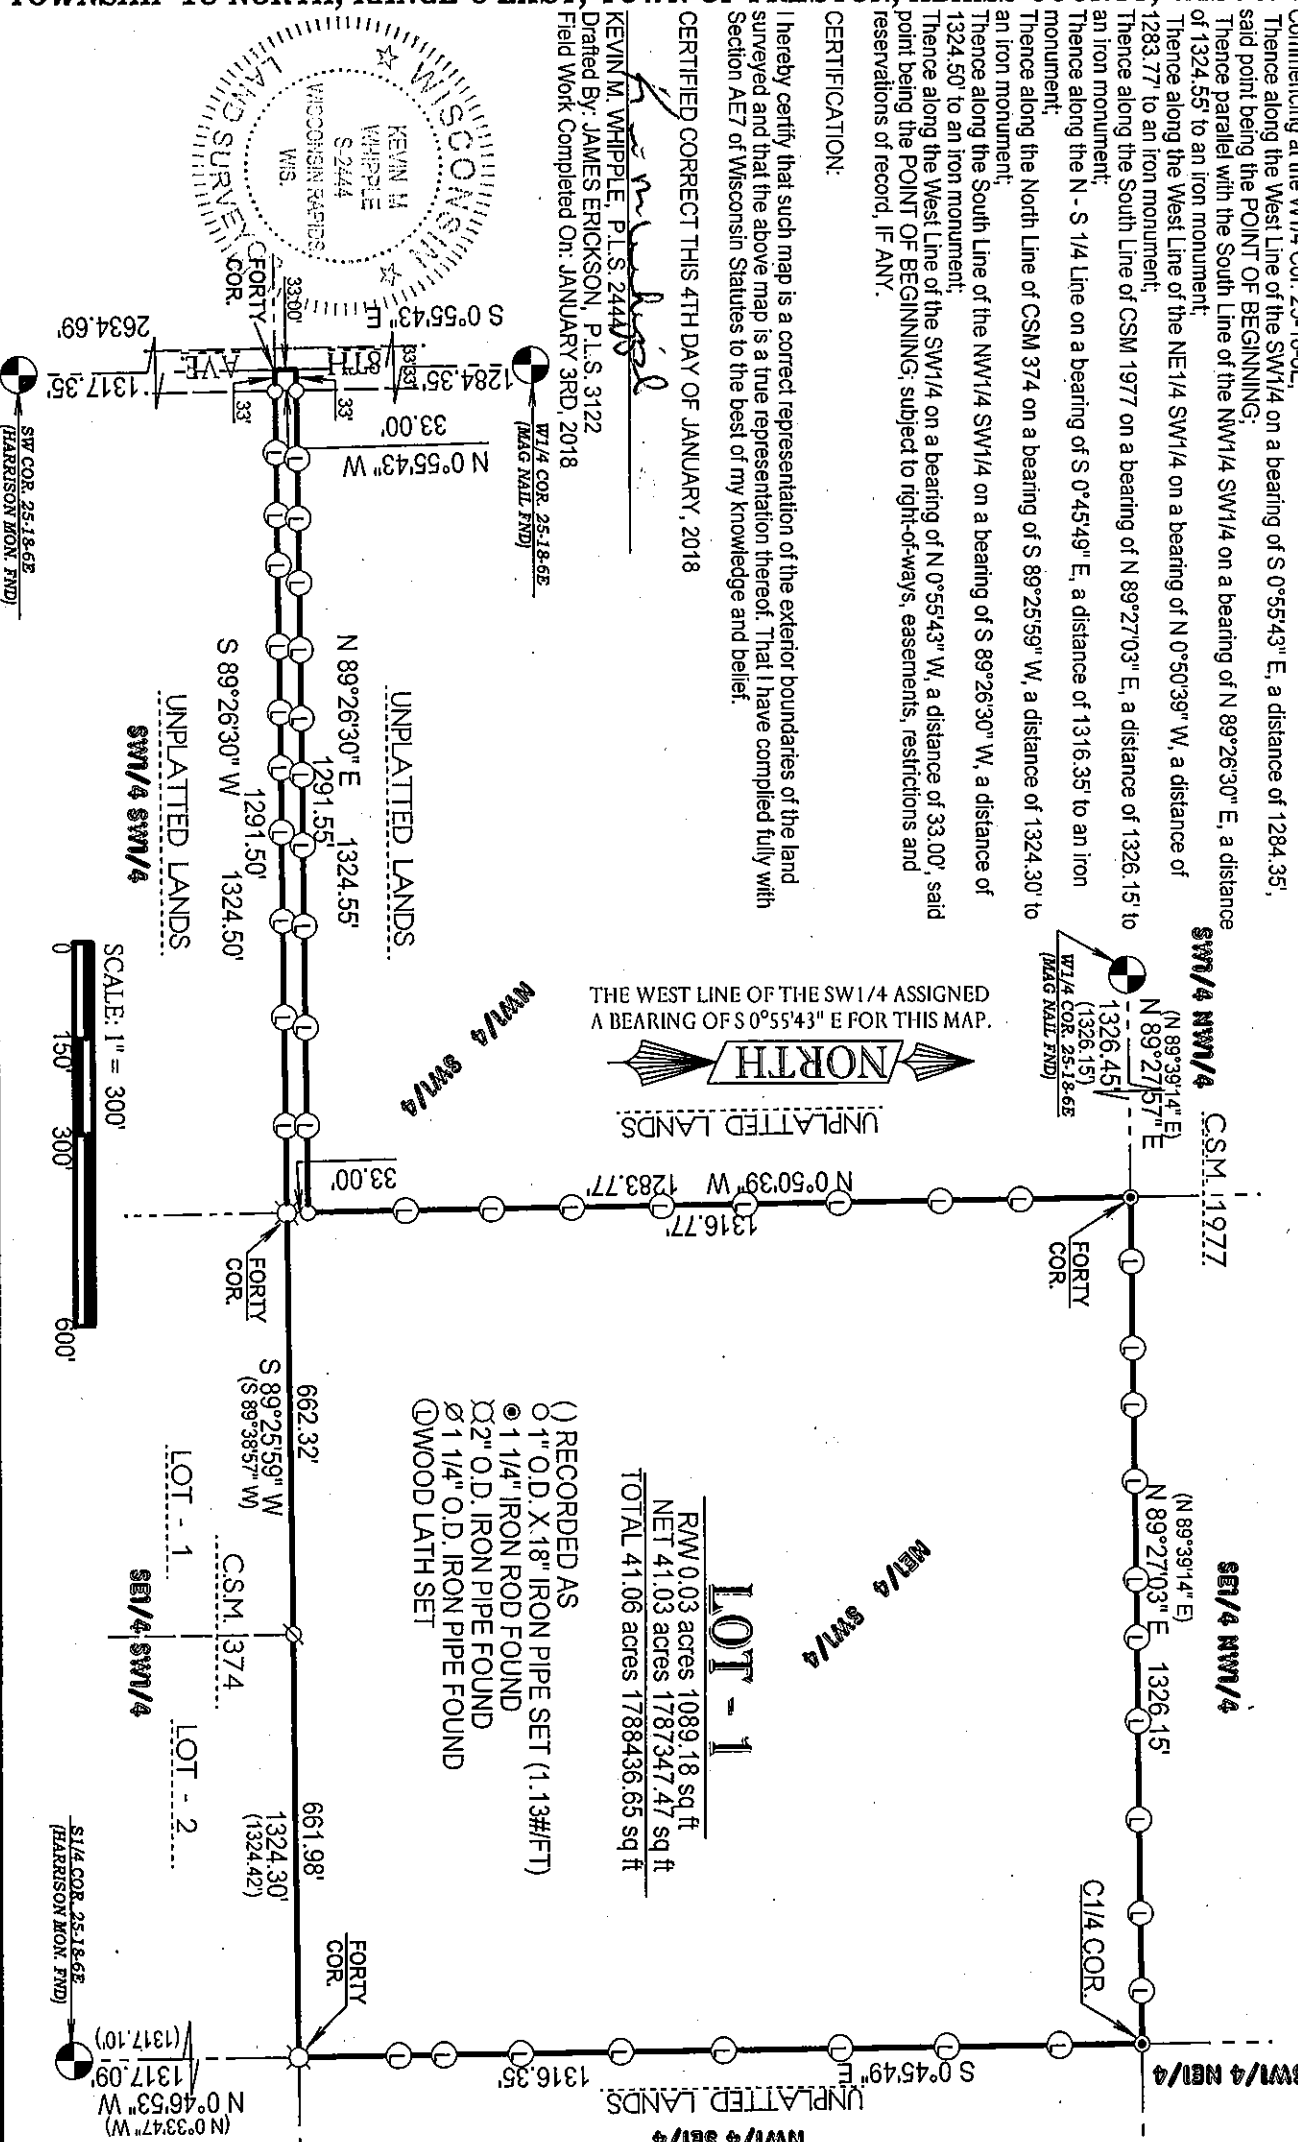 TOWNSHIP 18 NORTH, RANGE 6 EAST, TOWN OF PRESTON,
Commencing at the W1/4 Cor. 25-18-6E,;
Thence along the West Line of the SW1/4 on a bearing of S 0°55'43" E, a distance of 1284.35',
said point being the POINT OF BEGINNING;
Thence parallel with the South Line of the NW1/4 SW1/4 on a bearing of N 89°26'30" E, a distance
of 1324.55' to an iron monument;
Thence along the West Line of the NE1/4 SW1/4 on a bearing of N 0°50'39" W, a distance of
1283.77' to an iron monument;
Thence along the South Line of CSM 1977 on a bearing of N 89°27'03" E, a distance of 1326.15' to
an iron monument;
Thence along the N - S 1/4 Line on a bearing of S 0°45'49" E, a distance of 1316.35' to an iron
monument;
Thence along the North Line of CSM 374 on a bearing of S 89°25'59" W, a distance of 1324.30' to
an iron monument;
Thence along the South Line of the NW1/4 SW1/4 on a bearing of S 89°26'30" W, a distance of
1324.50' to an iron monument;
Thence along the West Line of the SW1/4 on a bearing of N 0°55'43" W, a distance of 33.00', said
point being the POINT OF BEGINNING; subject to right-of-ways, easements, restrictions and
reservations of record, IF ANY.
CERTIFICATION:
I hereby certify that such map is a correct representation of the exterior boundaries of the land
surveyed and that the above map is a true representation thereof. That I have complied fully with
Section AE7 of Wisconsin Statutes to the best of my knowledge and belief.
CERTIFIED CORRECT THIS 4TH DAY OF JANUARY, 2018
KEVIN M. WHIPPLE, P.L.S. 2444
Drafted By: JAMES ERICKSON, P.L.S. 3122
Field Work Completed On: JANUARY 3RD, 2018
WISCONSIN
KEVIN M
WHIPPLE
S-2444
WISCONSIN RAPIDS
WIS.
LAND SURVEYOR
SW1/4 NW1/4
C.S.M. 1977
(N 89°39'14" E)
N 89°27'57" E
1326.45'
(1326.15')
W1/4 COR. 25-18-6E
(MAG NAIL FND)
SE1/4 NW1/4
(N 89°39'14" E)
N 89°27'03" E 1326.15'
C1/4 COR.
SW1/4 NE1/4
FORTY
COR.
UNPLATTED LANDS
N 0°50'39" W 1283.77'
1316.77'
33.00'
NORTH
THE WEST LINE OF THE SW1/4 ASSIGNED
A BEARING OF S 0°55'43" E FOR THIS MAP.
NW1/4 SW1/4
NE1/4 SW1/4
LOT - 1
R/W 0.03 acres 1089.18 sq ft
NET 41.03 acres 1787347.47 sq ft
TOTAL 41.06 acres 1788436.65 sq ft
() RECORDED AS
1" O.D. X 18" IRON PIPE SET (1.13#/FT)
1 1/4" IRON ROD FOUND
2" O.D. IRON PIPE FOUND
1 1/4" O.D. IRON PIPE FOUND
L WOOD LATH SET
S 0°45'49" E
1316.35'
UNPLATTED LANDS
NW1/4 SE1/4
W1/4 COR. 25-18-6E
(MAG NAIL FND)
1284.35'
S 0°55'43" E
33' 33'
8TH AVE
N 0°55'43" W
33.00'
33.00'
33'
33'
FORTY
COR.
1317.35'
2634.69'
SW COR. 25-18-6E
(HARRISON MON. FND)
UNPLATTED LANDS
N 89°26'30" E 1324.55'
1291.55'
1291.50'
S 89°26'30" W 1324.50'
UNPLATTED LANDS
SW1/4 SW1/4
FORTY
COR.
662.32'
S 89°25'59" W
(S 89°38'57" W)
661.98'
1324.30'
(1324.42')
FORTY
COR.
LOT - 1
C.S.M. 374
SE1/4 SW1/4
LOT - 2
SCALE: 1" = 300'
0 150' 300' 600'
(N 0°33'47" W)
N 0°46'53" W
1317.09'
(1317.10')
S1/4 COR. 25-18-6E
(HARRISON MON. FND)